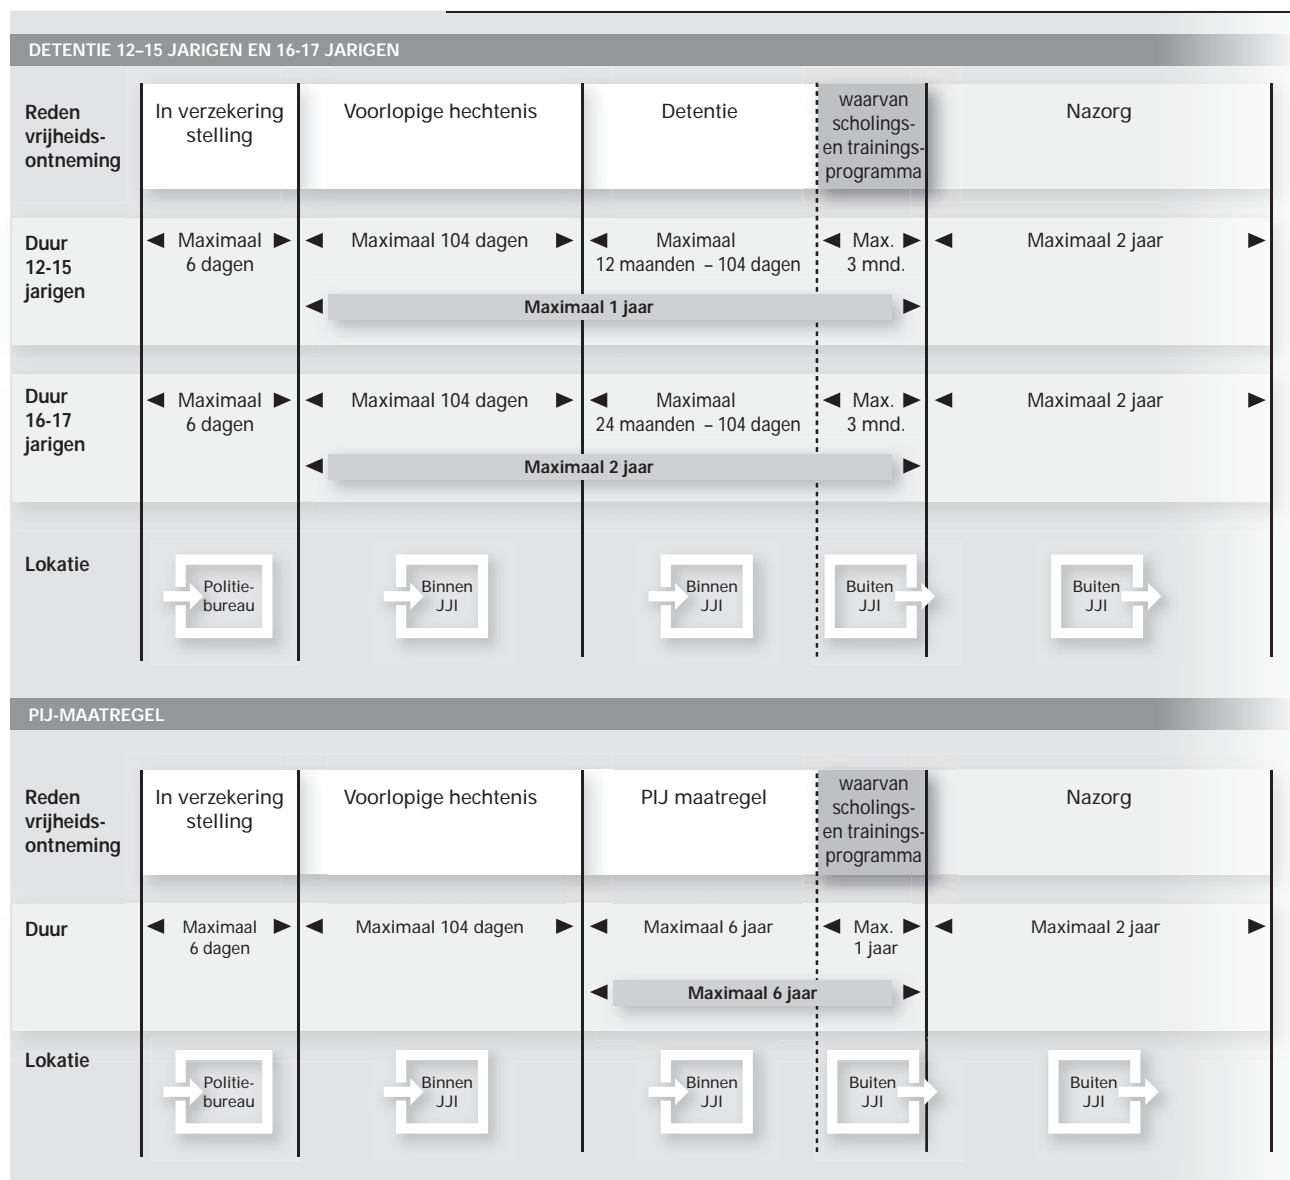 DETENTIE 12–15 JARIGEN EN 16-17 JARIGEN
Reden
vrijheids-
ontneming
In verzekering
stelling
Voorlopige hechtenis
Detentie
waarvan
scholings-
en trainings-
programma
Nazorg
Duur
12-15
jarigen
Maximaal
6 dagen
Maximaal 104 dagen
Maximaal
12 maanden – 104 dagen
Max.
3 mnd.
Maximaal 2 jaar
Maximaal 1 jaar
Duur
16-17
jarigen
Maximaal
6 dagen
Maximaal 104 dagen
Maximaal
24 maanden – 104 dagen
Max.
3 mnd.
Maximaal 2 jaar
Maximaal 2 jaar
Lokatie
Politie-
bureau
Binnen
JJI
Binnen
JJI
Buiten
JJI
Buiten
JJI
PIJ-MAATREGEL
Reden
vrijheids-
ontneming
In verzekering
stelling
Voorlopige hechtenis
PIJ maatregel
waarvan
scholings-
en trainings-
programma
Nazorg
Duur
Maximaal
6 dagen
Maximaal 104 dagen
Maximaal 6 jaar
Max.
1 jaar
Maximaal 2 jaar
Maximaal 6 jaar
Lokatie
Politie-
bureau
Binnen
JJI
Binnen
JJI
Buiten
JJI
Buiten
JJI